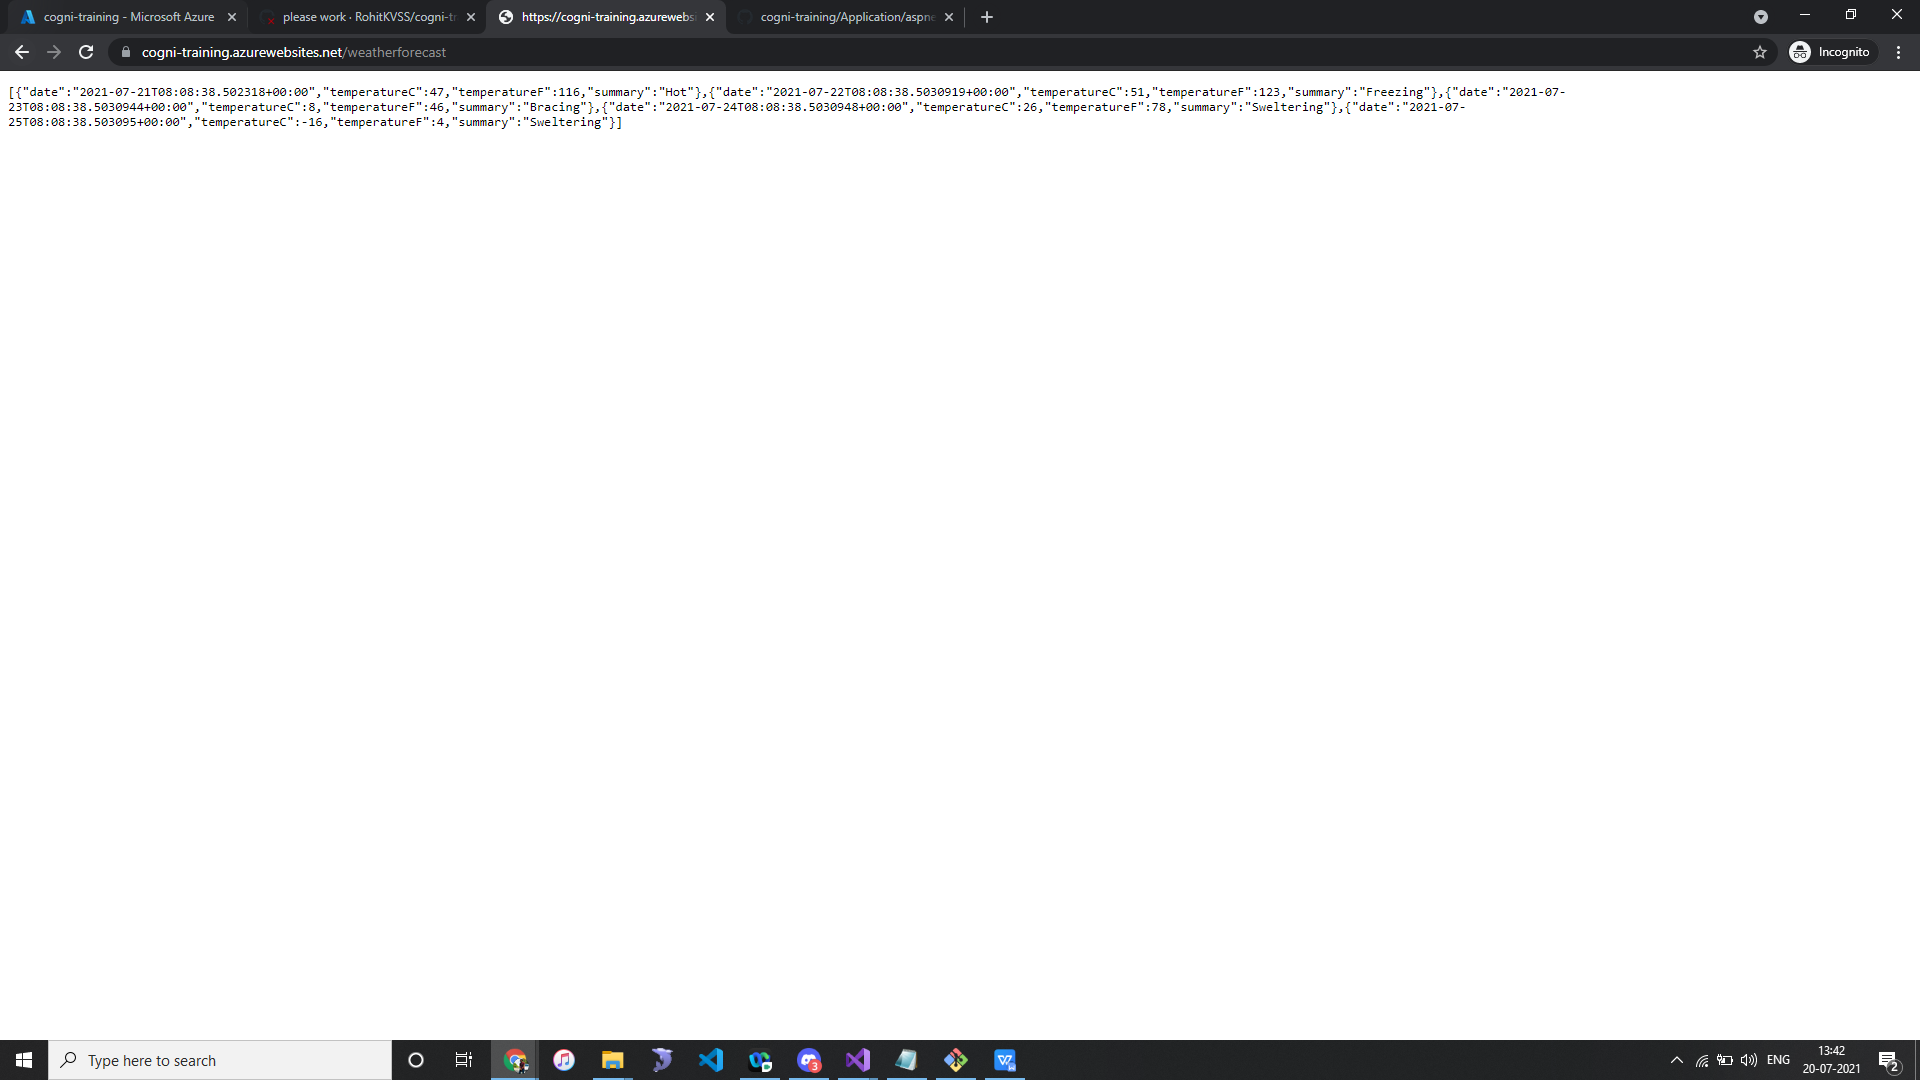 cogni-training - Microsoft Azure
please work · RohitKVSS/cogni-tr
https://cogni-training.azurewebsi
cogni-training/Application/aspne
cogni-training.azurewebsites.net/weatherforecast
Incognito
[{"date":"2021-07-21T08:08:38.502318+00:00","temperatureC":47,"temperatureF":116,"summary":"Hot"},{"date":"2021-07-22T08:08:38.5030919+00:00","temperatureC":51,"temperatureF":123,"summary":"Freezing"},{"date":"2021-07-
23T08:08:38.5030944+00:00","temperatureC":8,"temperatureF":46,"summary":"Bracing"},{"date":"2021-07-24T08:08:38.5030948+00:00","temperatureC":26,"temperatureF":78,"summary":"Sweltering"},{"date":"2021-07-
25T08:08:38.503095+00:00","temperatureC":-16,"temperatureF":4,"summary":"Sweltering"}]
Type here to search
3
ENG
13:42
20-07-2021
2